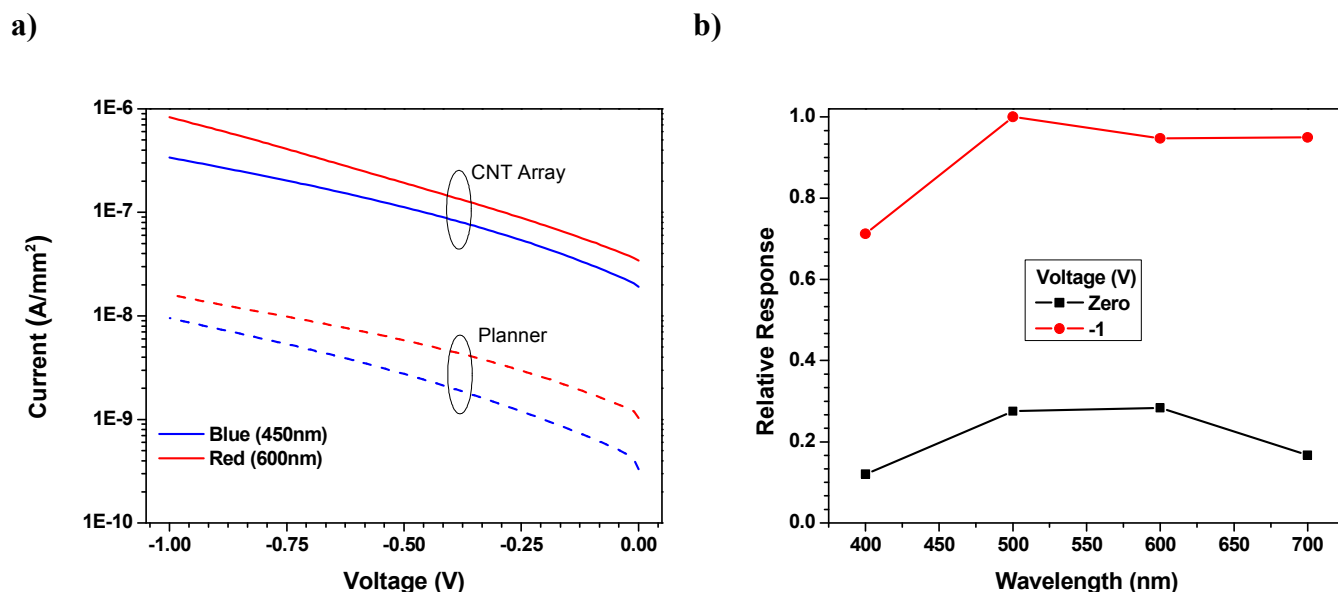 a)
1E-6
1E-7
1E-8
1E-9
1E-10
Current (A/mm²)
CNT Array
Planner
Blue (450nm)
Red (600nm)
-1.00 -0.75 -0.50 -0.25 0.00
Voltage (V)
b)
1.0
0.8
0.6
0.4
0.2
0.0
Relative Response
Voltage (V)
Zero
-1
400 450 500 550 600 650 700
Wavelength (nm)